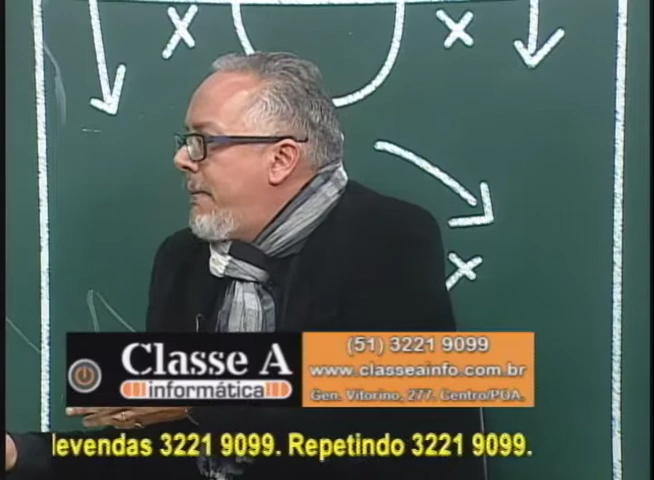 Classe A
informática
(51) 3221 9099
www.classeainfo.com.br
Gen. Vitorino, 277. Centro/POA.
levendas 3221 9099. Repetindo 3221 9099.